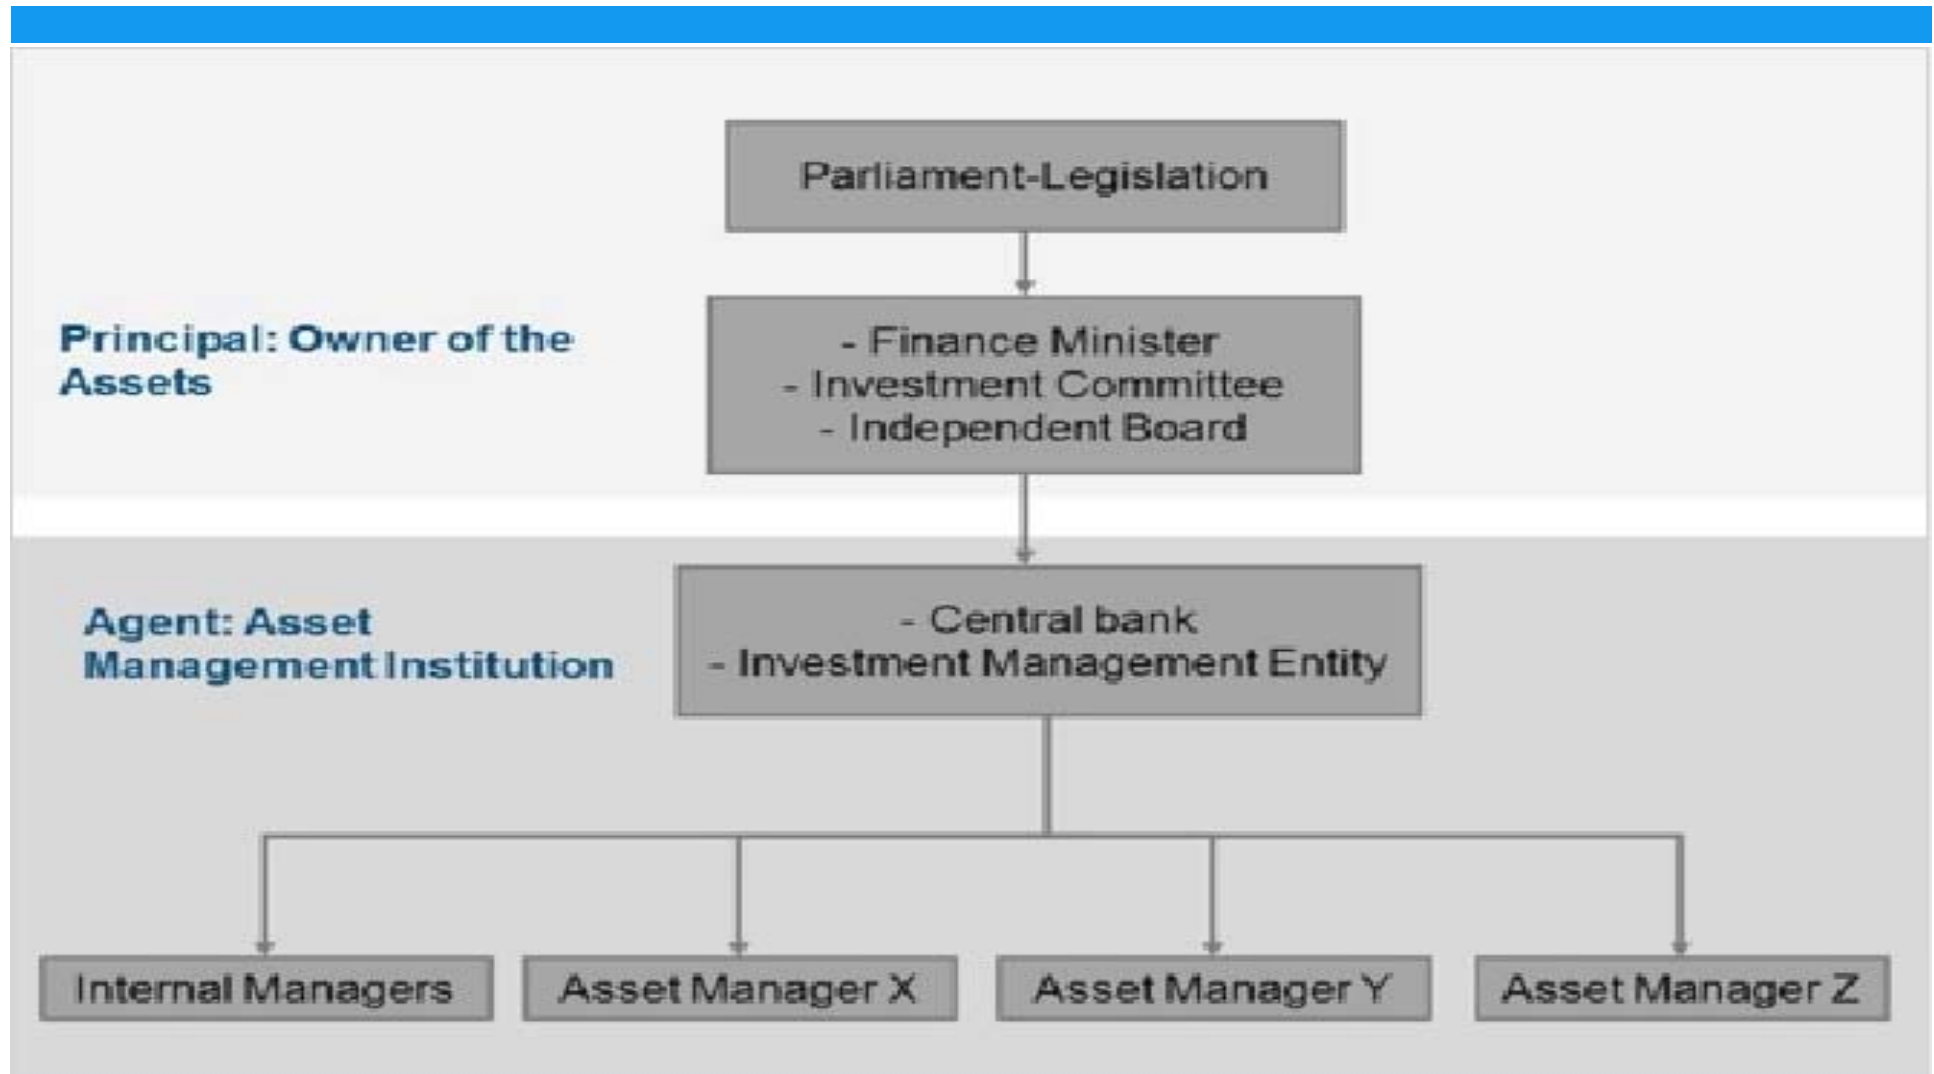 Parliament-Legislation
Principal: Owner of the
Assets
- Finance Minister
- Investment Committee
- Independent Board
Agent: Asset
Management Institution
- Central bank
- Investment Management Entity
Internal Managers
Asset Manager X
Asset Manager Y
Asset Manager Z